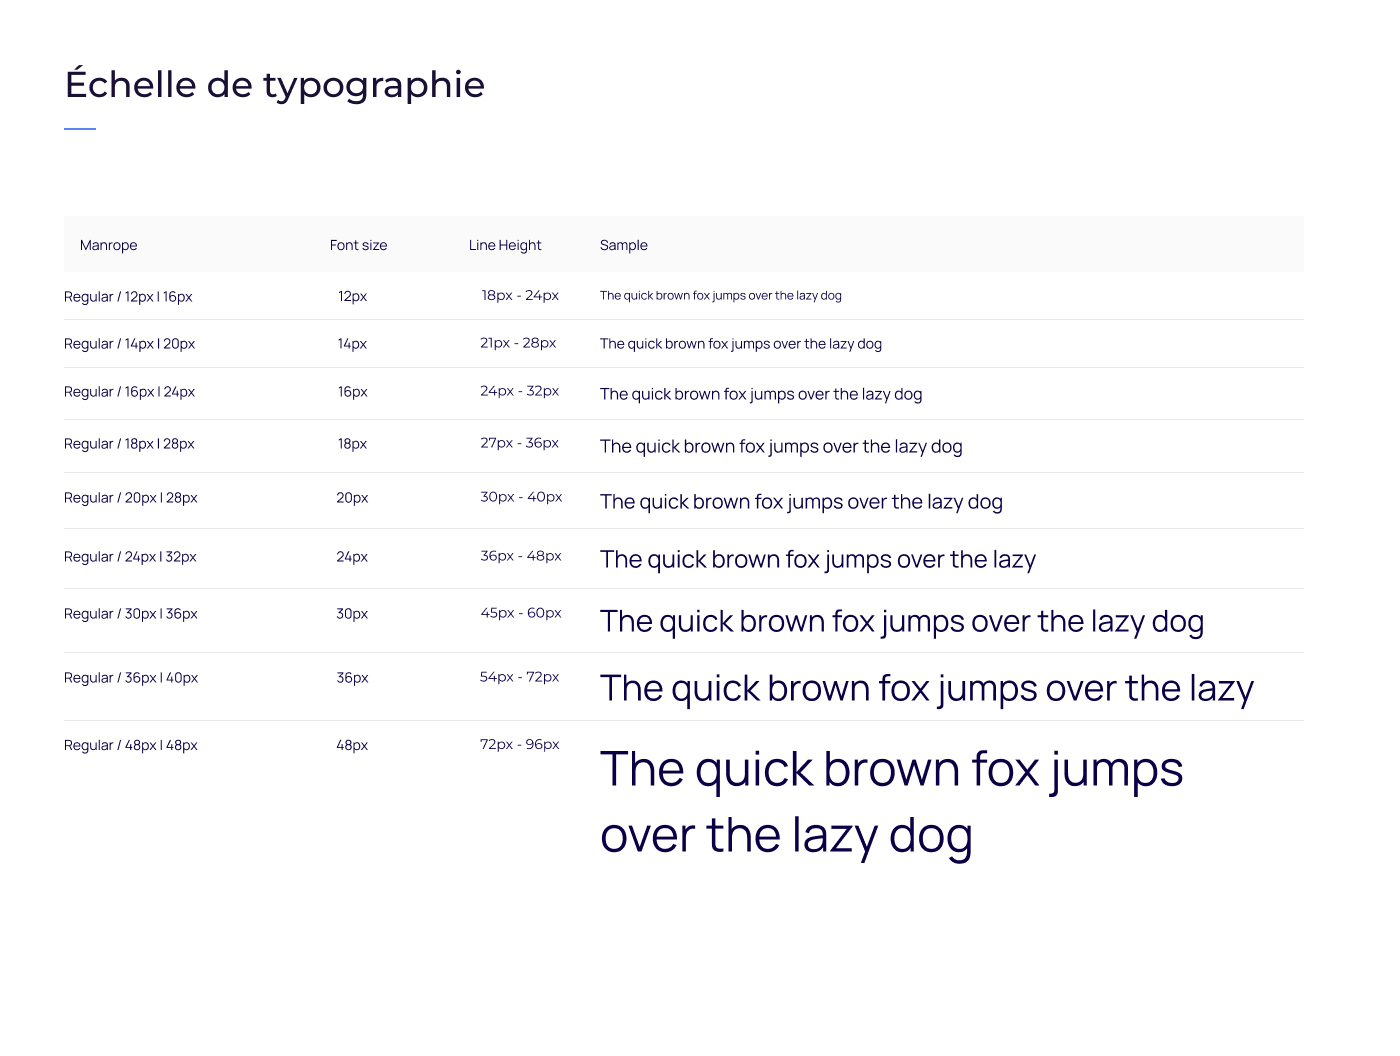 Échelle de typographie
Manrope Font size Line Height Sample
Regular / 12px | 16px 12px 18px - 24px The quick brown fox jumps over the lazy dog
Regular / 14px | 20px 14px 21px - 28px The quick brown fox jumps over the lazy dog
Regular / 16px | 24px 16px 24px - 32px The quick brown fox jumps over the lazy dog
Regular / 18px | 28px 18px 27px - 36px The quick brown fox jumps over the lazy dog
Regular / 20px | 28px 20px 30px - 40px The quick brown fox jumps over the lazy dog
Regular / 24px | 32px 24px 36px - 48px The quick brown fox jumps over the lazy
Regular / 30px | 36px 30px 45px - 60px The quick brown fox jumps over the lazy dog
Regular / 36px | 40px 36px 54px - 72px The quick brown fox jumps over the lazy
Regular / 48px | 48px 48px 72px - 96px The quick brown fox jumps
over the lazy dog